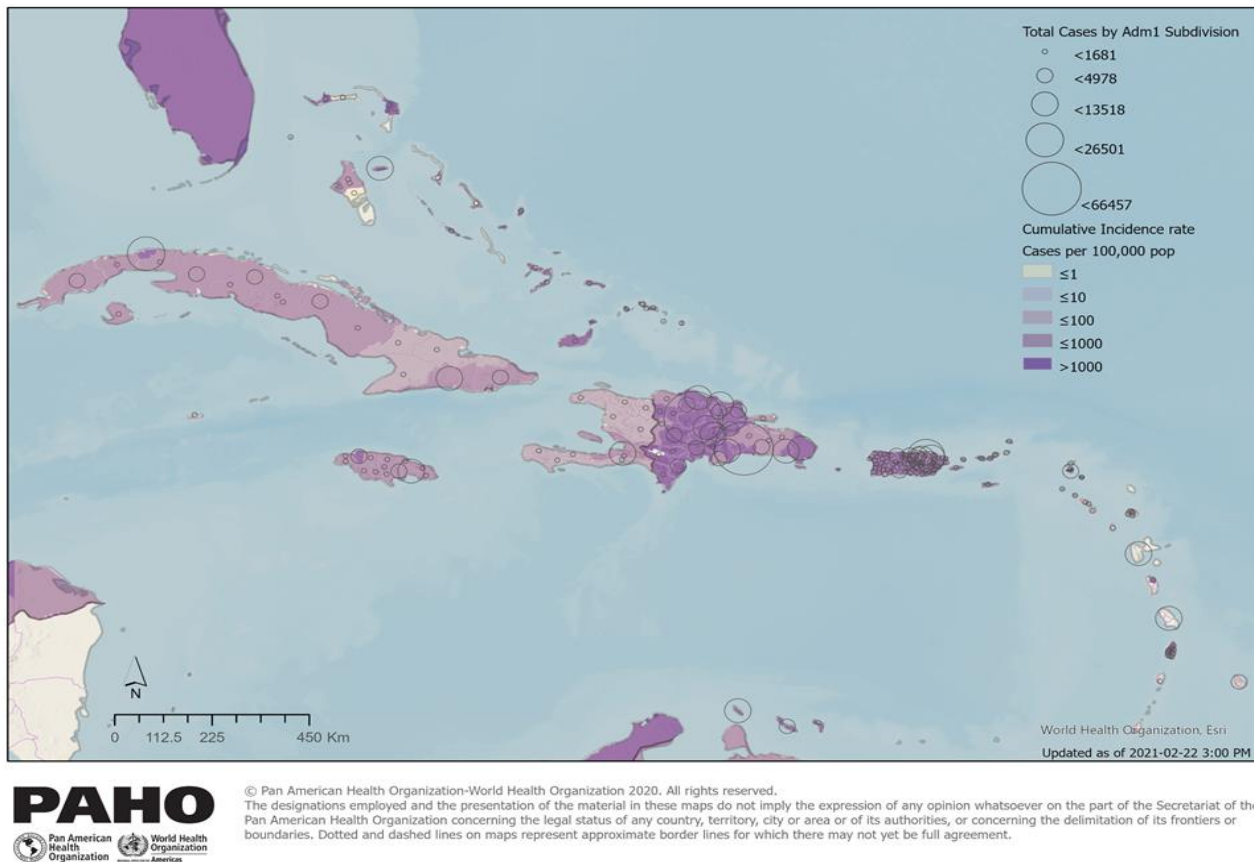 Total Cases by Adm1 Subdivision
<1681
<4978
<13518
<26501
<66457
Cumulative Incidence rate
Cases per 100,000 pop
≤1
≤10
≤100
≤1000
>1000
N
0 112.5 225 450 Km
World Health Organization, Esri
Updated as of 2021-02-22 3:00 PM
PAHO
Pan American
Health
Organization
World Health
Organization
Americas
© Pan American Health Organization-World Health Organization 2020. All rights reserved.
The designations employed and the presentation of the material in these maps do not imply the expression of any opinion whatsoever on the part of the Secretariat of the
Pan American Health Organization concerning the legal status of any country, territory, city or area or of its authorities, or concerning the delimitation of its frontiers or
boundaries. Dotted and dashed lines on maps represent approximate border lines for which there may not yet be full agreement.